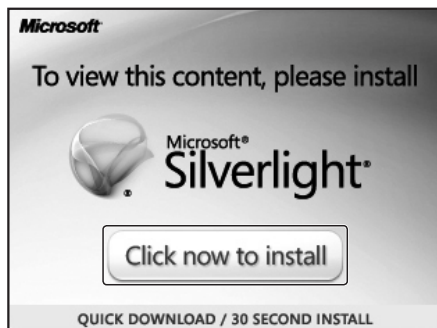 Microsoft
To view this content, please install
Microsoft®
Silverlight®
®
Click now to install
QUICK DOWNLOAD / 30 SECOND INSTALL